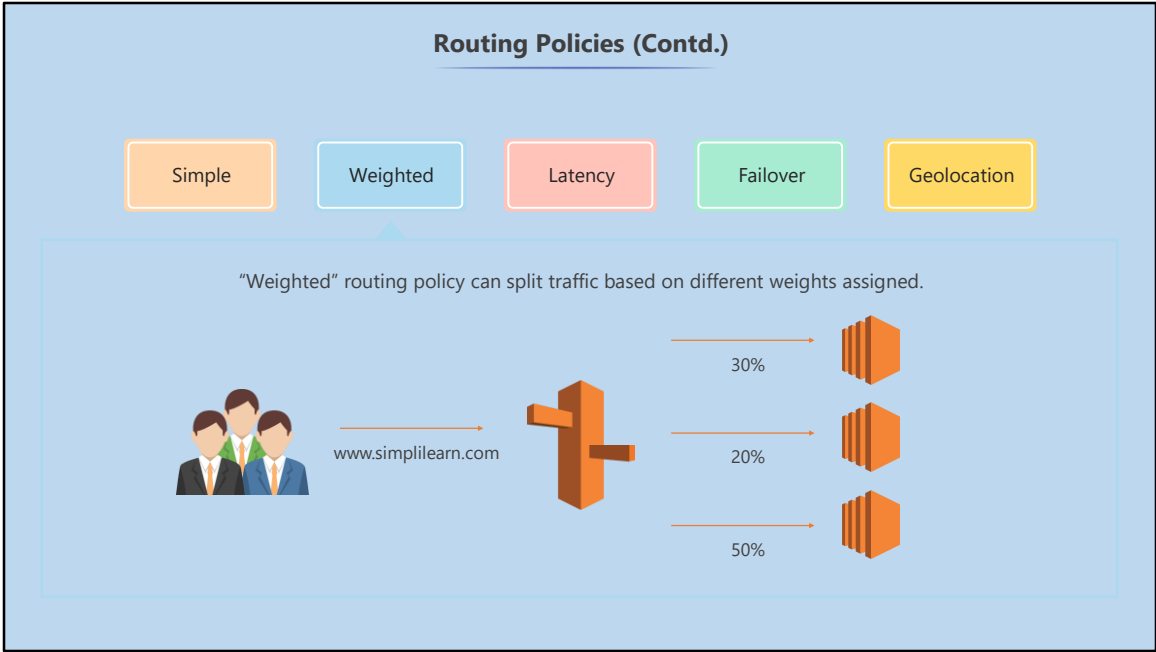 Routing Policies (Contd.)
Simple
Weighted
Latency
Failover
Geolocation
“Weighted” routing policy can split traffic based on different weights assigned.
30%
www.simplilearn.com
20%
50%